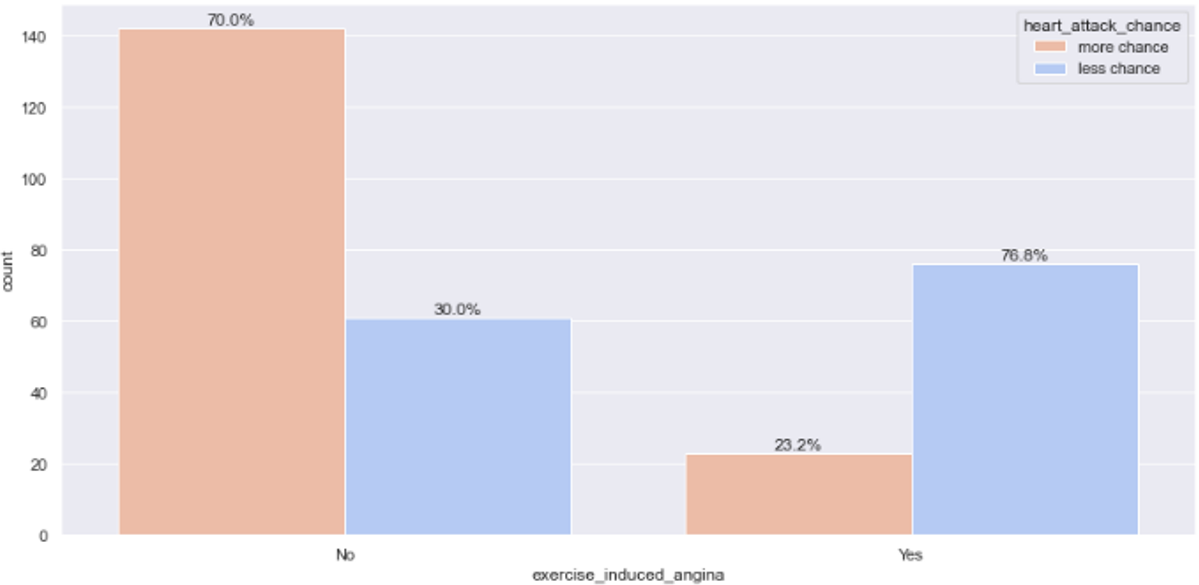 70.0%
heart_attack_chance
more chance
less chance
140
120
100
80
60
40
20
0
count
76.8%
30.0%
23.2%
No
Yes
exercise_induced_angina